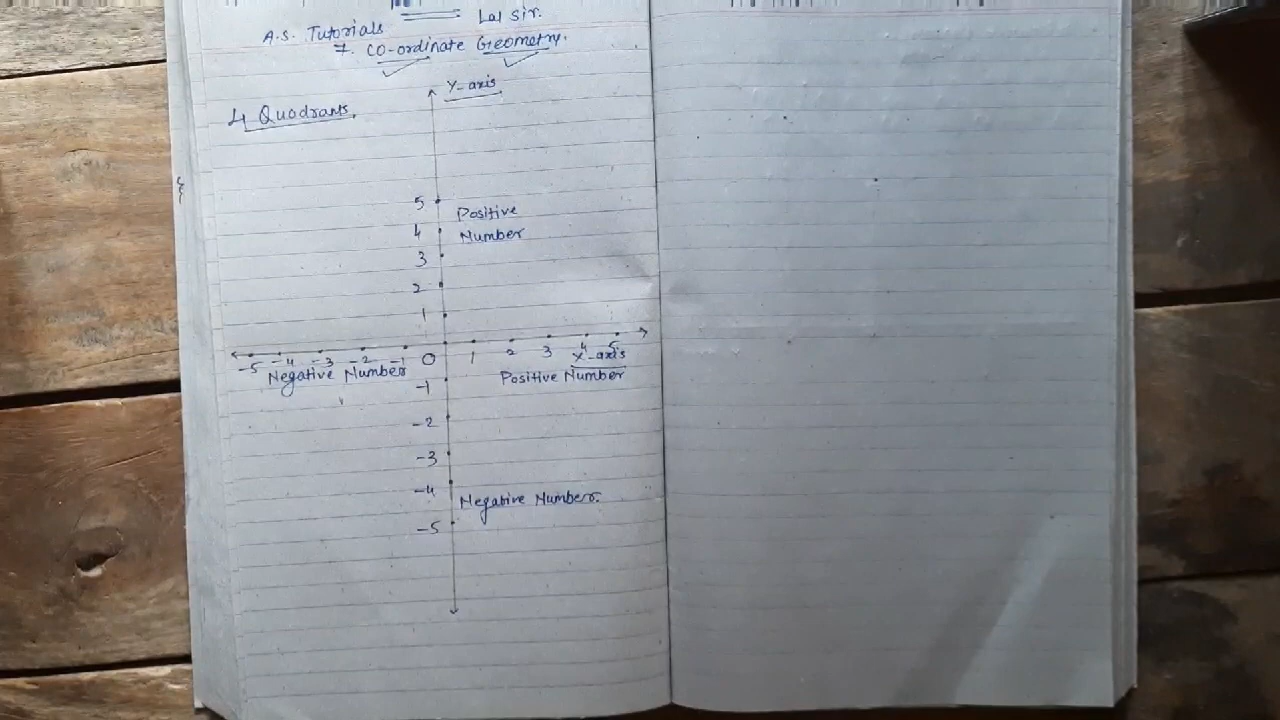 Lal Sir.
A.S. Tutorials
7. CO-ordinate Geometry.
Y-axis
4 Quadrants.
5
Positive
4
Number
3
2
1
-5 -4 -3 -2 -1 0 1 2 3 4 5
X-axis
Negative Number
Positive Number
-1
-2
-3
-4
Negative Number.
-5